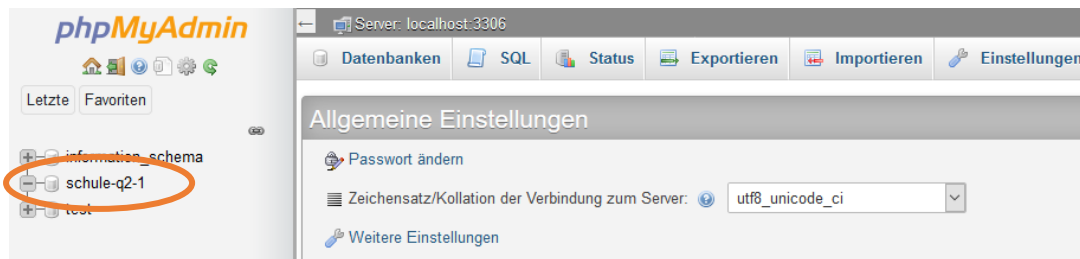 phpMyAdmin
Letzte Favoriten
information_schema
schule-q2-1
test
Server: localhost:3306
Datenbanken SQL Status Exportieren Importieren Einstellungen
Allgemeine Einstellungen
Passwort ändern
Zeichensatz/Kollation der Verbindung zum Server: utf8_unicode_ci
Weitere Einstellungen